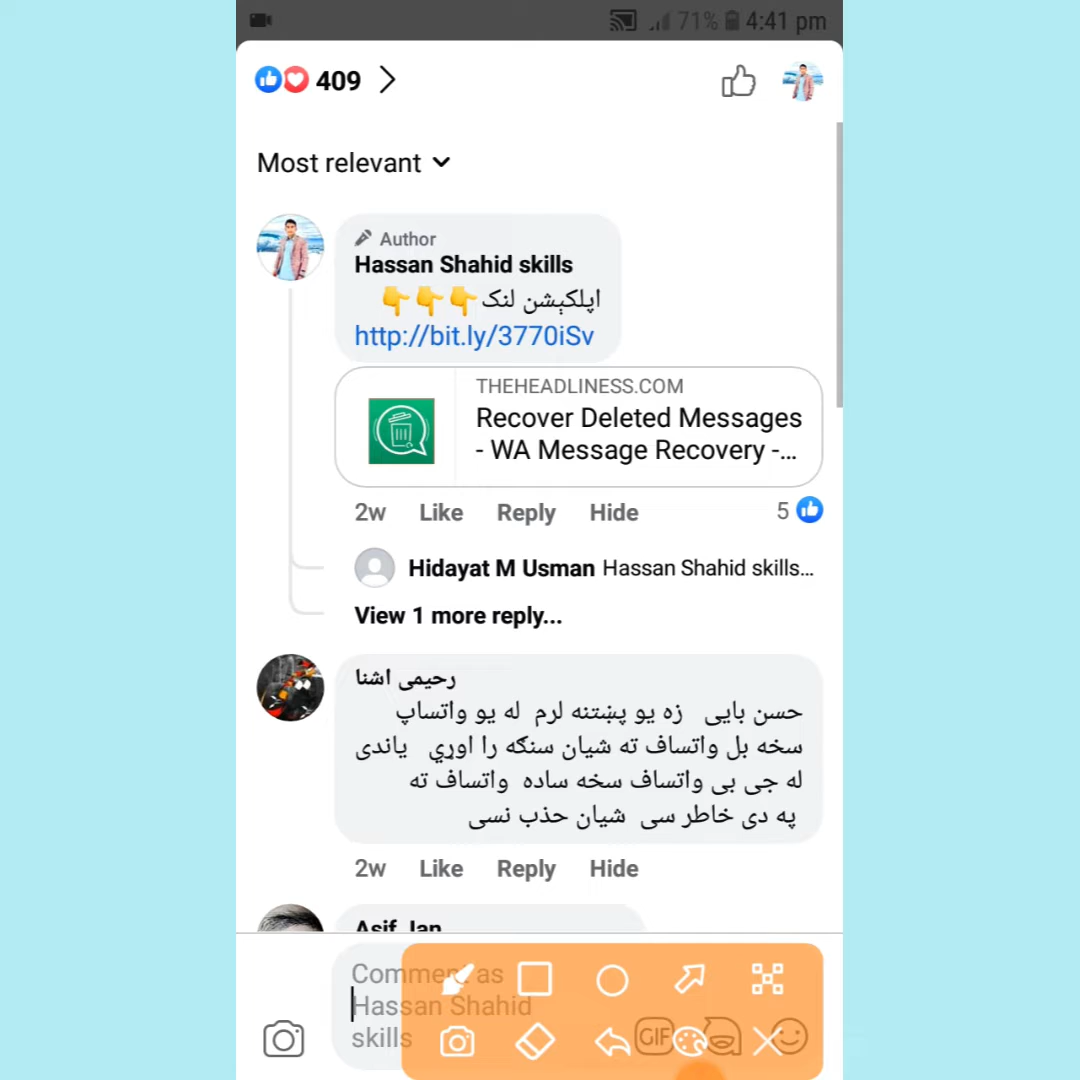 71% 4:41 pm
409
Most relevant
Author
Hassan Shahid skills
اپلکېشن لنک👇👇👇
http://bit.ly/3770iSv
THEHEADLINESS.COM
Recover Deleted Messages
- WA Message Recovery -...
2w Like Reply Hide 5
Hidayat M Usman Hassan Shahid skills...
View 1 more reply...
رحیمی اشنا
حسن بایی زه یو پښتنه لرم له یو واتساپ
سخه بل واتساف ته شیان سنګه را اوړي یاندی
له جی بی واتساف سخه ساده واتساف ته
په دی خاطر سی شیان حذب نسی
2w Like Reply Hide
Asif Jan
Comment as
Hassan Shahid
skills
GIF